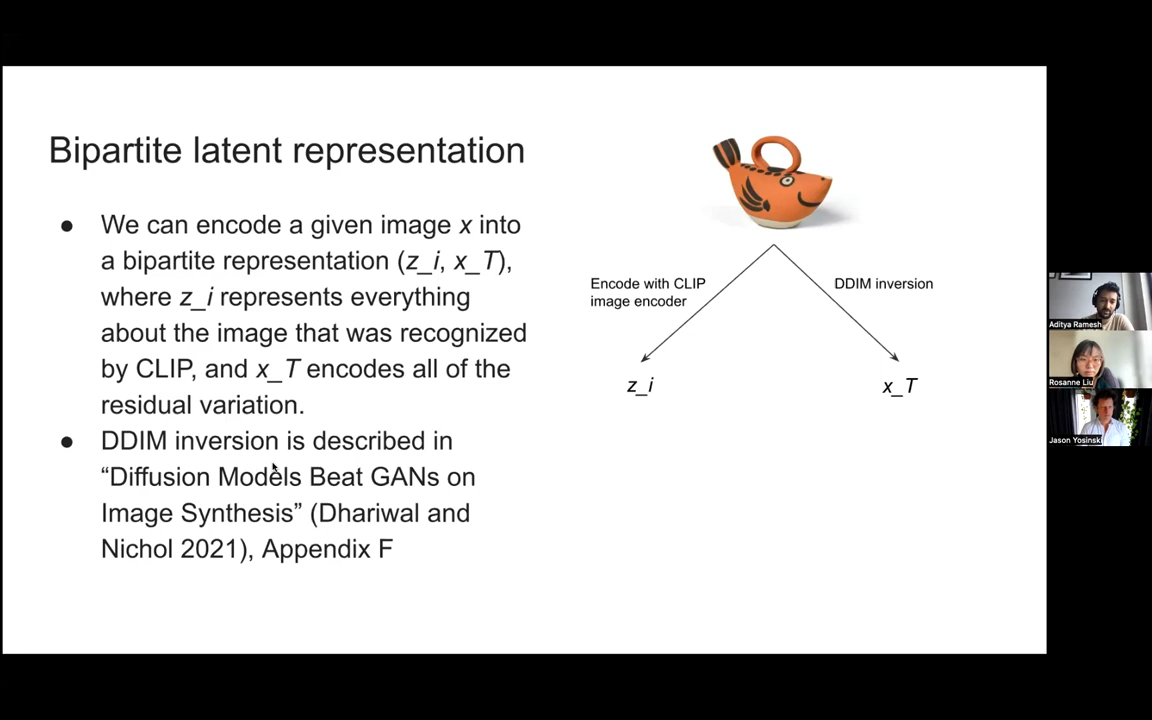 Bipartite latent representation
● We can encode a given image x into
a bipartite representation (z_i, x_T),
where z_i represents everything
about the image that was recognized
by CLIP, and x_T encodes all of the
residual variation.
● DDIM inversion is described in
“Diffusion Models Beat GANs on
Image Synthesis” (Dhariwal and
Nichol 2021), Appendix F
Encode with CLIP
image encoder
DDIM inversion
z_i
x_T
Aditya Ramesh
Rosanne Liu
Jason Yosinski